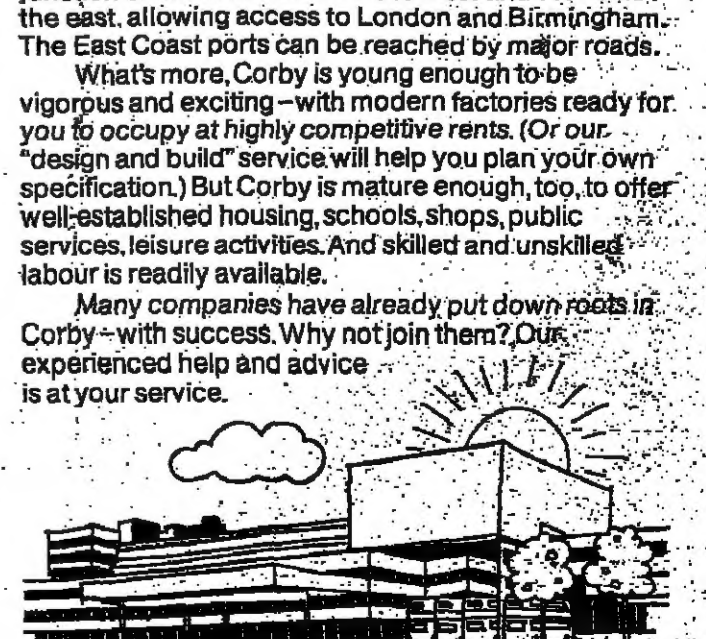 the east, allowing access to London and Birmingham.
The East Coast ports can be reached by major roads.
What's more, Corby is young enough to be
vigorous and exciting – with modern factories ready for
you to occupy at highly competitive rents. (Or our
"design and build" service will help you plan your own
specification.) But Corby is mature enough, too, to offer
well-established housing, schools, shops, public
services, leisure activities. And skilled and unskilled
labour is readily available.
Many companies have already put down roots in
Corby – with success. Why not join them? Our
experienced help and advice
is at your service.